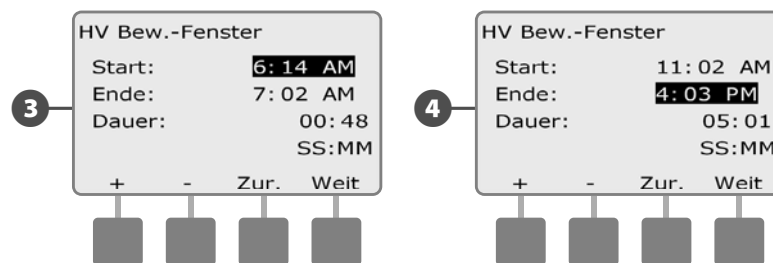 3
HV Bew.-Fenster
Start: 6:14 AM
Ende: 7:02 AM
Dauer: 00:48
SS:MM
+ - Zur. Weit
4
HV Bew.-Fenster
Start: 11:02 AM
Ende: 4:03 PM
Dauer: 05:01
SS:MM
+ - Zur. Weit